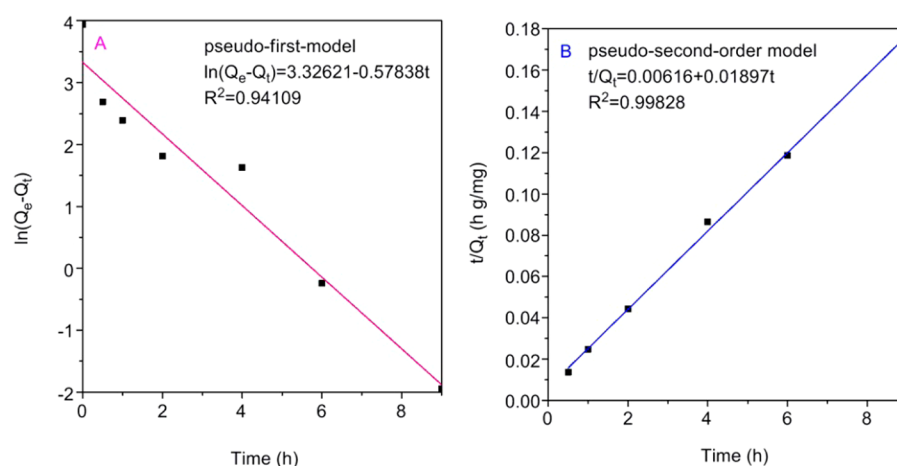 A
pseudo-first-model
ln(Qe-Qt)=3.32621-0.57838t
R²=0.94109
4
3
2
1
0
-1
-2
ln(Qe-Qt)
0 2 4 6 8
Time (h)
B pseudo-second-order model
t/Qt=0.00616+0.01897t
R²=0.99828
0.18
0.16
0.14
0.12
0.10
0.08
0.06
0.04
0.02
0.00
t/Qt (h g/mg)
0 2 4 6 8
Time (h)